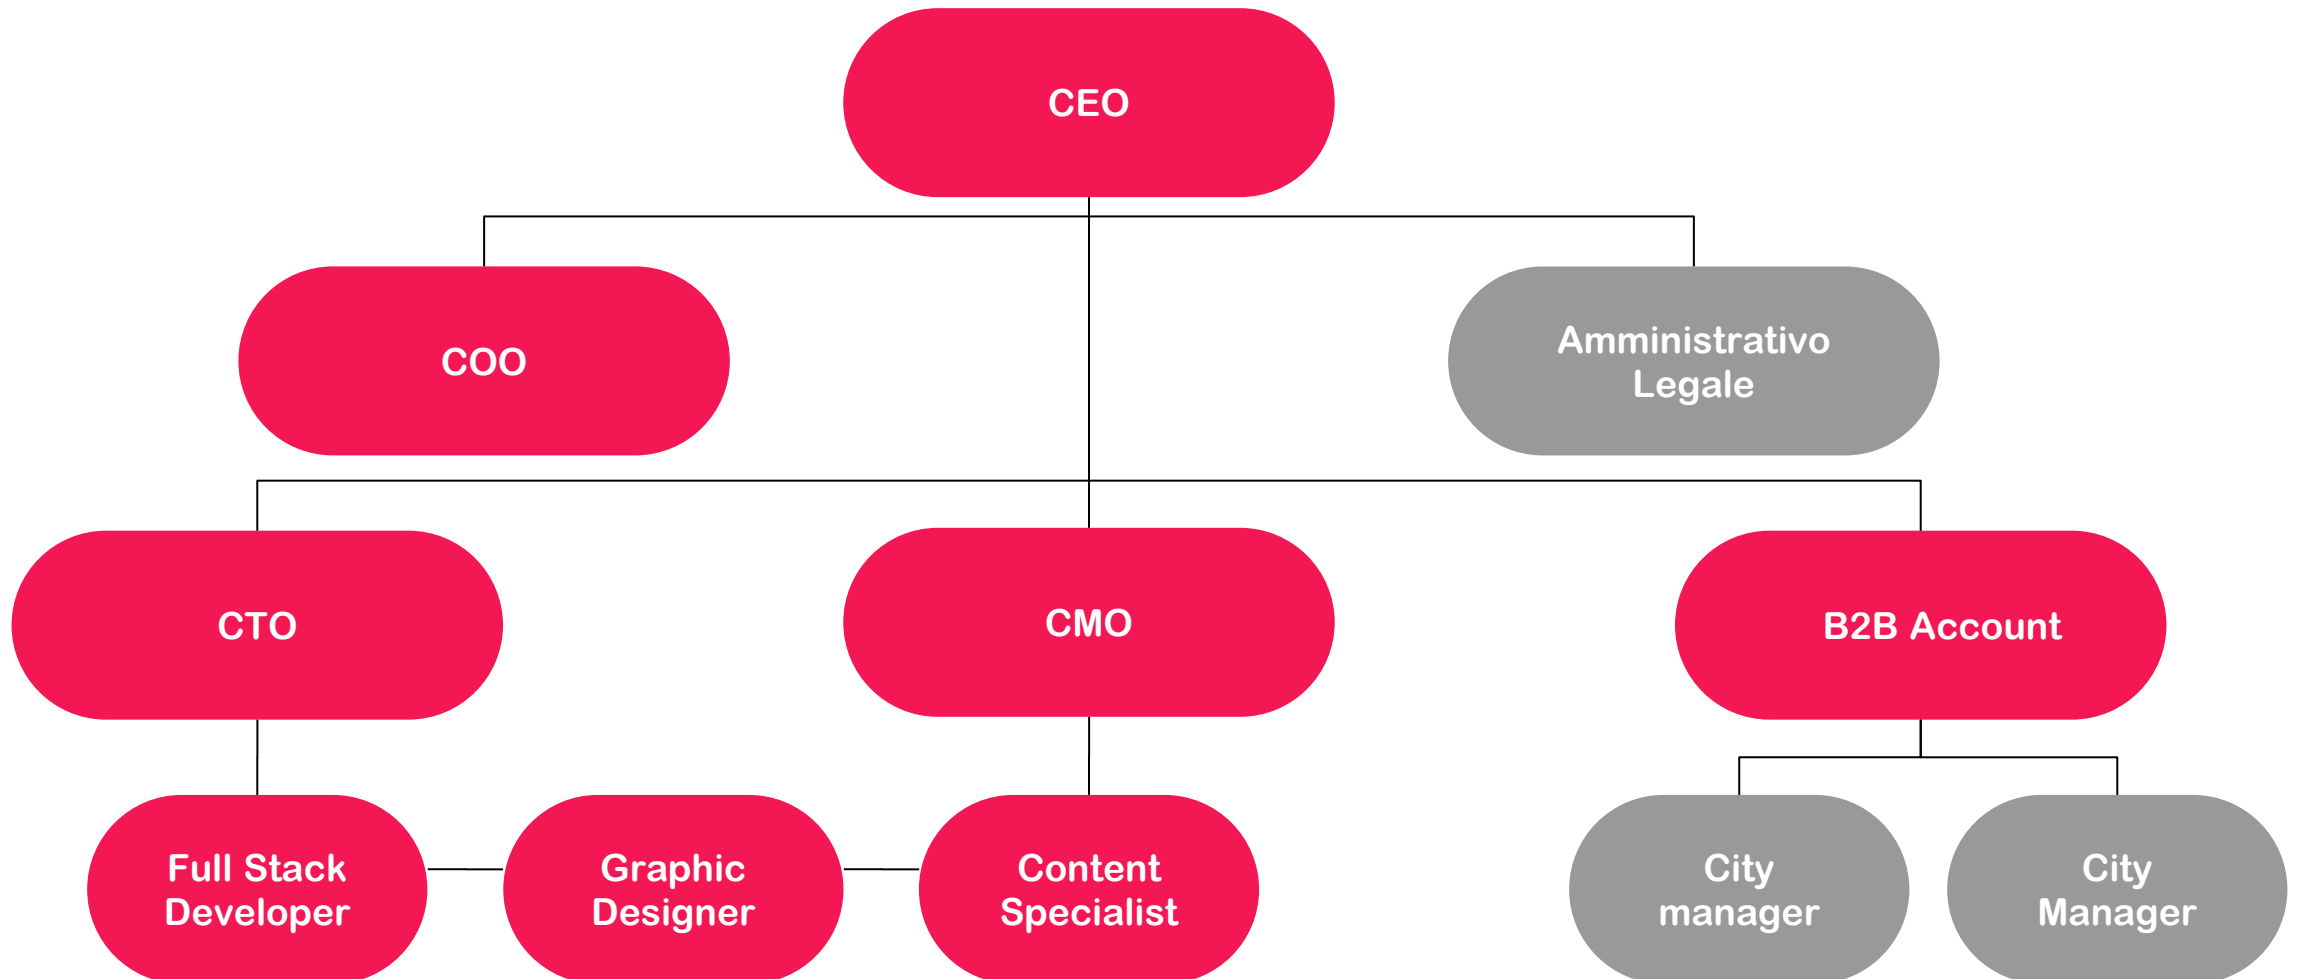 CEO
COO
Amministrativo
Legale
CTO
CMO
B2B Account
Full Stack
Developer
Graphic
Designer
Content
Specialist
City
manager
City
Manager